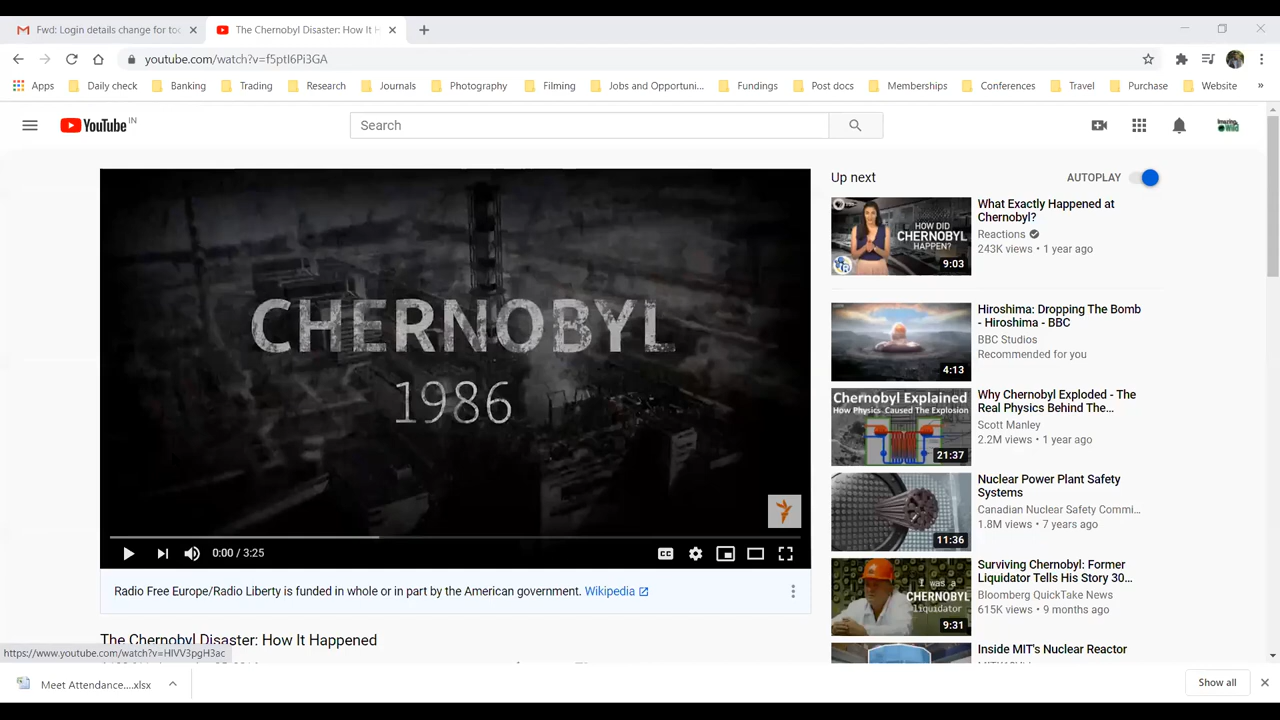 Fwd: Login details change for to
The Chernobyl Disaster: How It H
youtube.com/watch?v=f5ptI6Pi3GA
Apps Daily check Banking Trading Research Journals Photography Filming Jobs and Opportuni... Fundings Post docs Memberships Conferences Travel Purchase Website »
YouTube IN
Search
CHERNOBYL
1986
0:00 / 3:25
CC
Radio Free Europe/Radio Liberty is funded in whole or in part by the American government. Wikipedia
The Chernobyl Disaster: How It Happened
https://www.youtube.com/watch?v=HIVV3pgH3ac
Up next
AUTOPLAY
HOW DID
CHERNOBYL
HAPPEN?
9:03
What Exactly Happened at
Chernobyl?
Reactions
243K views • 1 year ago
4:13
Hiroshima: Dropping The Bomb
- Hiroshima - BBC
BBC Studios
Recommended for you
Chernobyl Explained
How Physics Caused The Explosion
21:37
Why Chernobyl Exploded - The
Real Physics Behind The...
Scott Manley
2.2M views • 1 year ago
11:36
Nuclear Power Plant Safety
Systems
Canadian Nuclear Safety Commi...
1.8M views • 7 years ago
I was a
CHERNOBYL
liquidator
9:31
Surviving Chernobyl: Former
Liquidator Tells His Story 30...
Bloomberg QuickTake News
615K views • 9 months ago
Inside MIT's Nuclear Reactor
Meet Attendance....xlsx
Show all